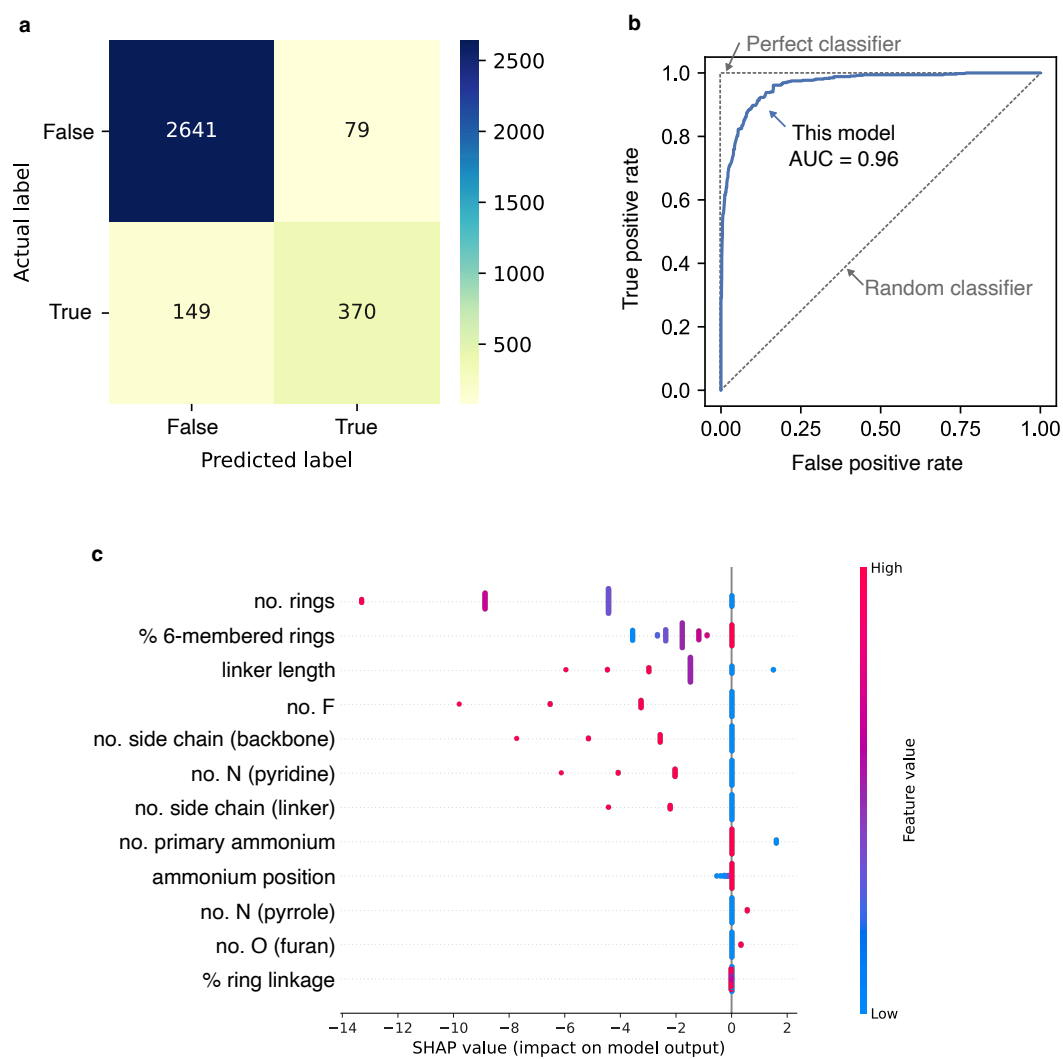 a
Actual label
False
True
2641
79
149
370
False
True
Predicted label
2500
2000
1500
1000
500
b
Perfect classifier
This model
AUC = 0.96
Random classifier
True positive rate
1.0
0.8
0.6
0.4
0.2
0.0
0.00
0.25
0.50
0.75
1.00
False positive rate
c
no. rings
% 6-membered rings
linker length
no. F
no. side chain (backbone)
no. N (pyridine)
no. side chain (linker)
no. primary ammonium
ammonium position
no. N (pyrrole)
no. O (furan)
% ring linkage
−14
−12
−10
−8
−6
−4
−2
0
2
SHAP value (impact on model output)
High
Feature value
Low